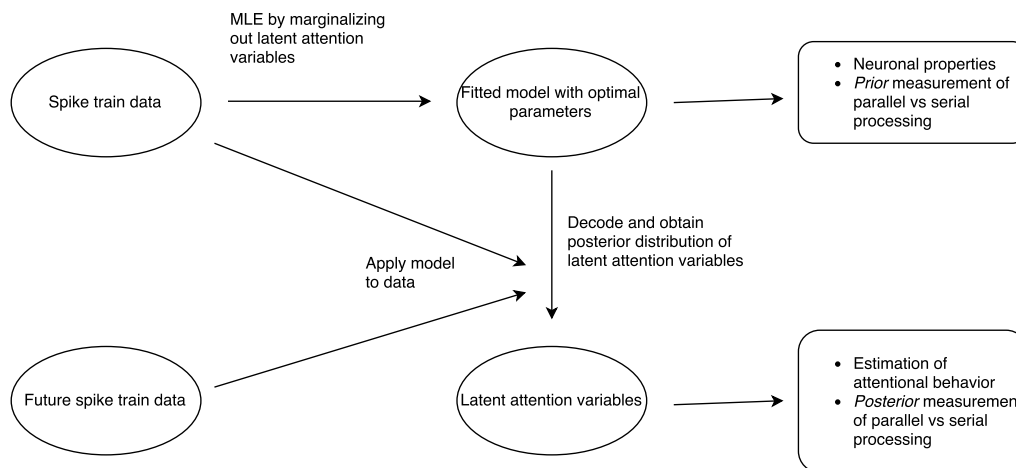 MLE by marginalizing
out latent attention
variables
Spike train data
Fitted model with optimal
parameters
• Neuronal properties
• Prior measurement of
parallel vs serial
processing
Decode and obtain
posterior distribution of
latent attention variables
Apply model
to data
Future spike train data
Latent attention variables
• Estimation of
attentional behavior
• Posterior measurement
of parallel vs serial
processing